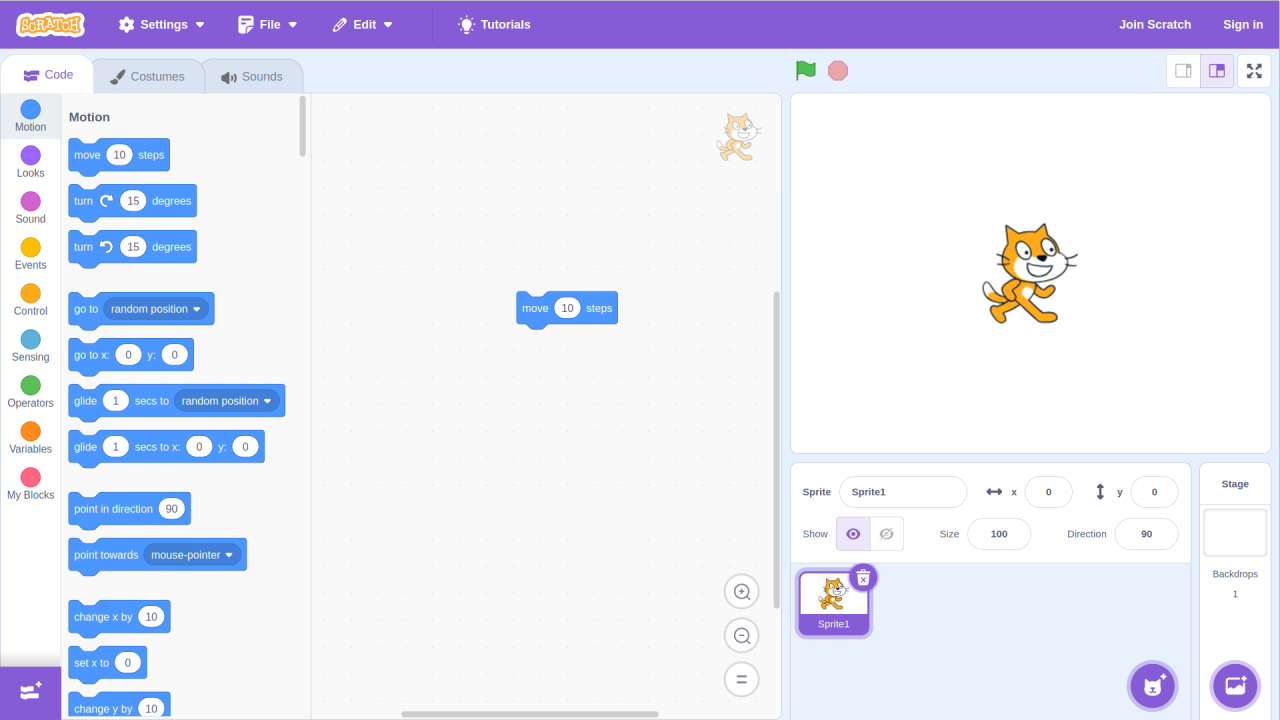 SCRATCH Settings File Edit Tutorials Join Scratch Sign in
Code Costumes Sounds
Motion
Looks
Sound
Events
Control
Sensing
Operators
Variables
My Blocks
Motion
move 10 steps
turn 15 degrees
turn 15 degrees
go to random position
go to x: 0 y: 0
glide 1 secs to random position
glide 1 secs to x: 0 y: 0
point in direction 90
point towards mouse-pointer
change x by 10
set x to 0
change y by 10
move 10 steps
Sprite Sprite1 x 0 y 0
Show Size 100 Direction 90
Sprite1
Stage
Backdrops
1